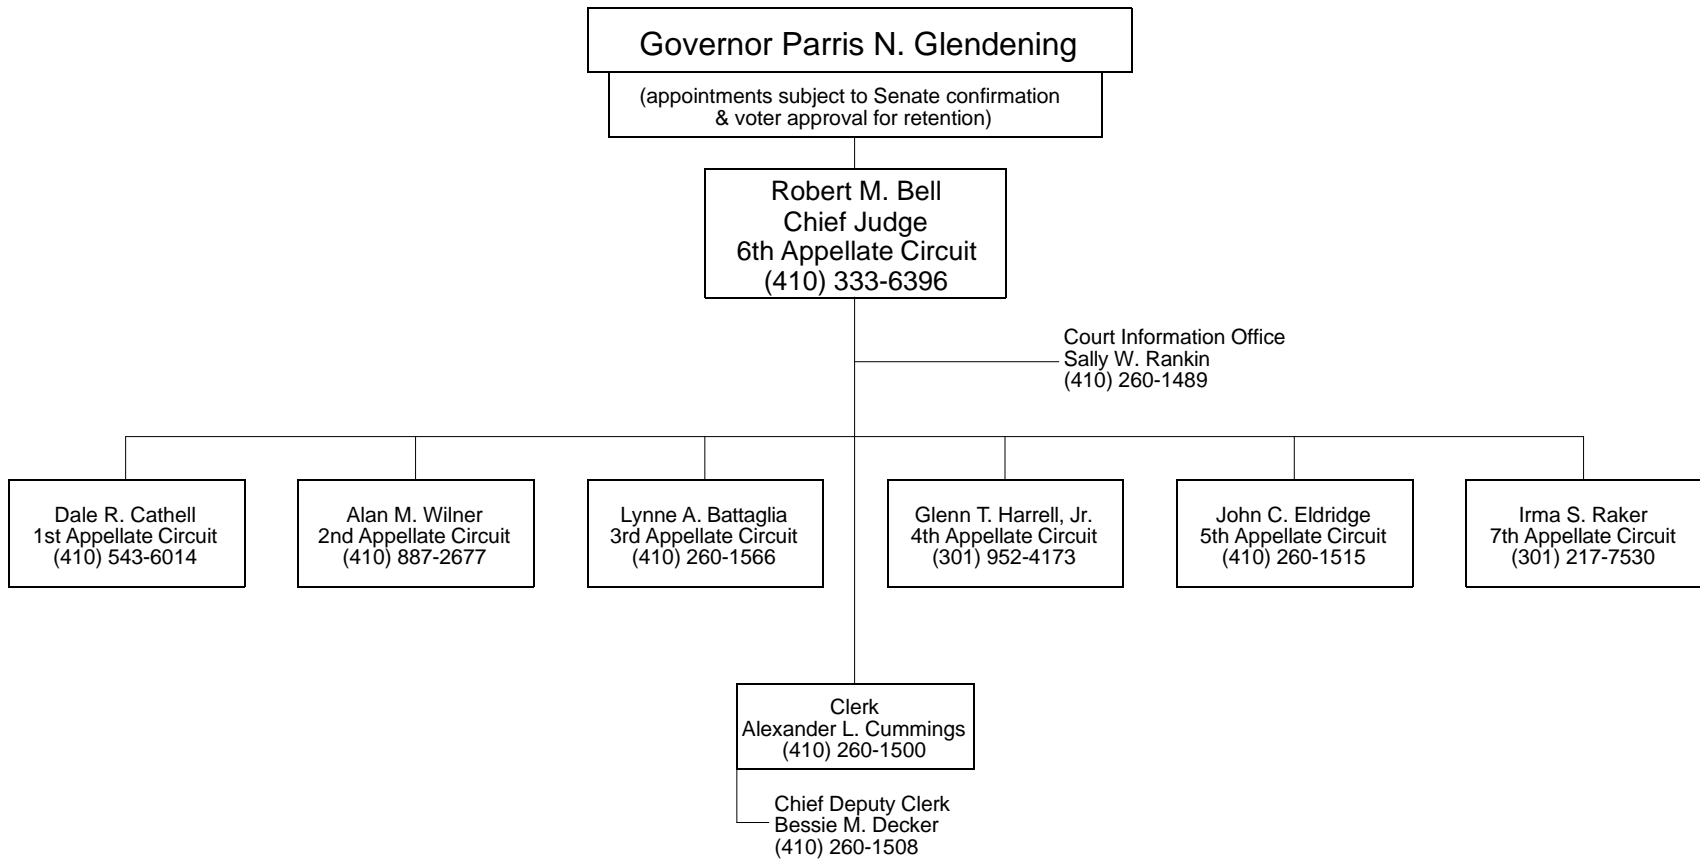 Governor Parris N. Glendening
(appointments subject to Senate confirmation
& voter approval for retention)
Robert M. Bell
Chief Judge
6th Appellate Circuit
(410) 333-6396
Court Information Office
Sally W. Rankin
(410) 260-1489
Dale R. Cathell
1st Appellate Circuit
(410) 543-6014
Alan M. Wilner
2nd Appellate Circuit
(410) 887-2677
Lynne A. Battaglia
3rd Appellate Circuit
(410) 260-1566
Glenn T. Harrell, Jr.
4th Appellate Circuit
(301) 952-4173
John C. Eldridge
5th Appellate Circuit
(410) 260-1515
Irma S. Raker
7th Appellate Circuit
(301) 217-7530
Clerk
Alexander L. Cummings
(410) 260-1500
Chief Deputy Clerk
Bessie M. Decker
(410) 260-1508